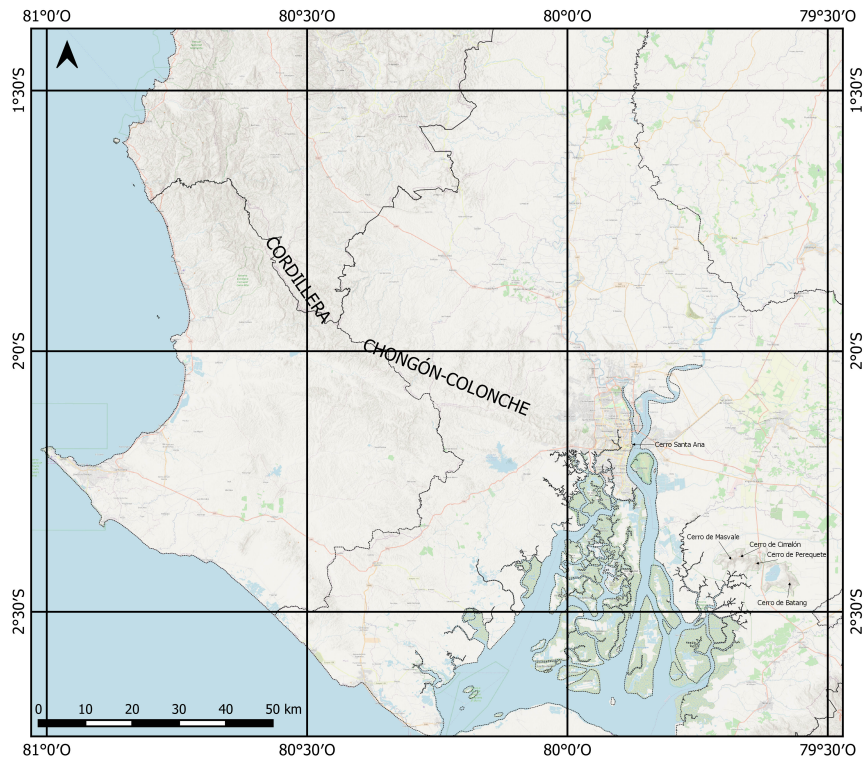 81°0'O 80°30'O 80°0'O 79°30'O
1°30'S 1°30'S
CORDILLERA
CHONGÓN-COLONCHE
2°0'S 2°0'S
Cerro Santa Ana
Cerro de Masvale
Cerro de Cimalón
Cerro de Perequete
Cerro de Batang
2°30'S 2°30'S
0 10 20 30 40 50 km
81°0'O 80°30'O 80°0'O 79°30'O